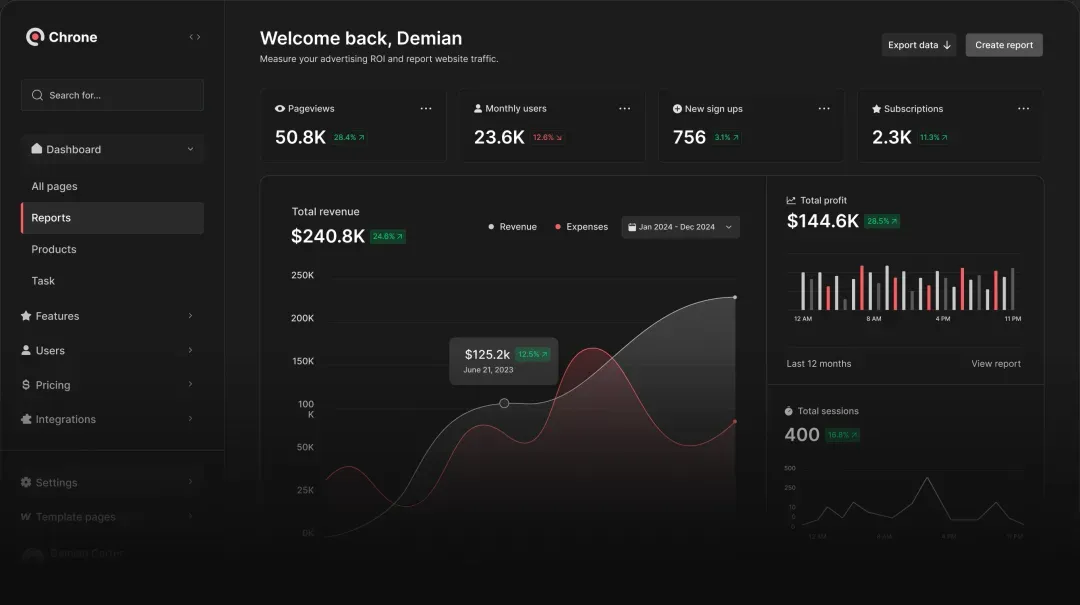 Chrone
Search for...
Dashboard
All pages
Reports
Products
Task
Features
Users
Pricing
Integrations
Settings
Template pages
Demian Carter
Welcome back, Demian
Measure your advertising ROI and report website traffic.
Export data
Create report
Pageviews
50.8K 28.4%
Monthly users
23.6K 12.6%
New sign ups
756 3.1%
Subscriptions
2.3K 11.3%
Total revenue
$240.8K 24.6%
Revenue
Expenses
Jan 2024 - Dec 2024
250K
200K
150K
100
K
50K
25K
0K
$125.2k 12.5%
June 21, 2023
Total profit
$144.6K 28.5%
12 AM 8 AM 4 PM 11 PM
Last 12 months
View report
Total sessions
400 16.8%
500
250
10
5
0
12 AM 8 AM 4 PM 11 PM